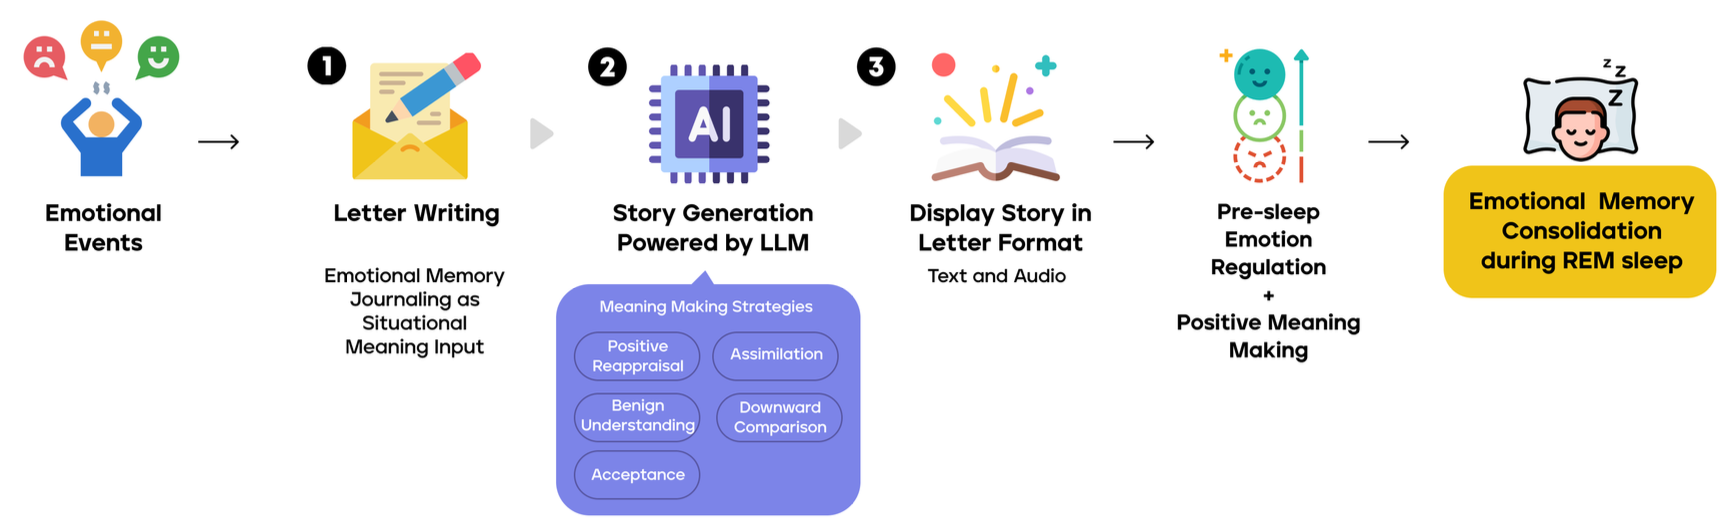 1
2
AI
3
z
z
z
Emotional
Events
Letter Writing
Emotional Memory
Journaling as
Situational
Meaning Input
Story Generation
Powered by LLM
Meaning Making Strategies
Positive
Reappraisal
Assimilation
Benign
Understanding
Downward
Comparison
Acceptance
Display Story in
Letter Format
Text and Audio
Pre-sleep
Emotion
Regulation
+
Positive Meaning
Making
Emotional Memory
Consolidation
during REM sleep